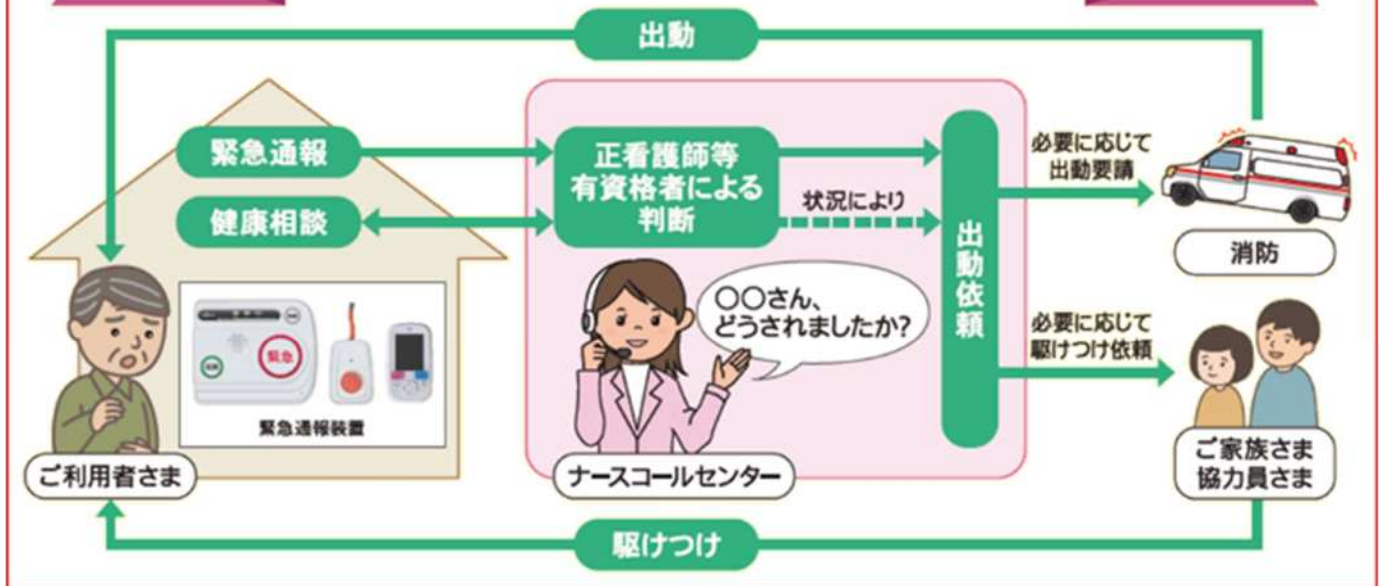 出動
緊急通報
健康相談
正看護師等
有資格者による
判断
状況により
出動依頼
必要に応じて
出動要請
消防
必要に応じて
駆けつけ依頼
〇〇さん、
どうされましたか?
緊急
緊急通報装置
ご利用者さま
ナースコールセンター
ご家族さま
協力員さま
駆けつけ